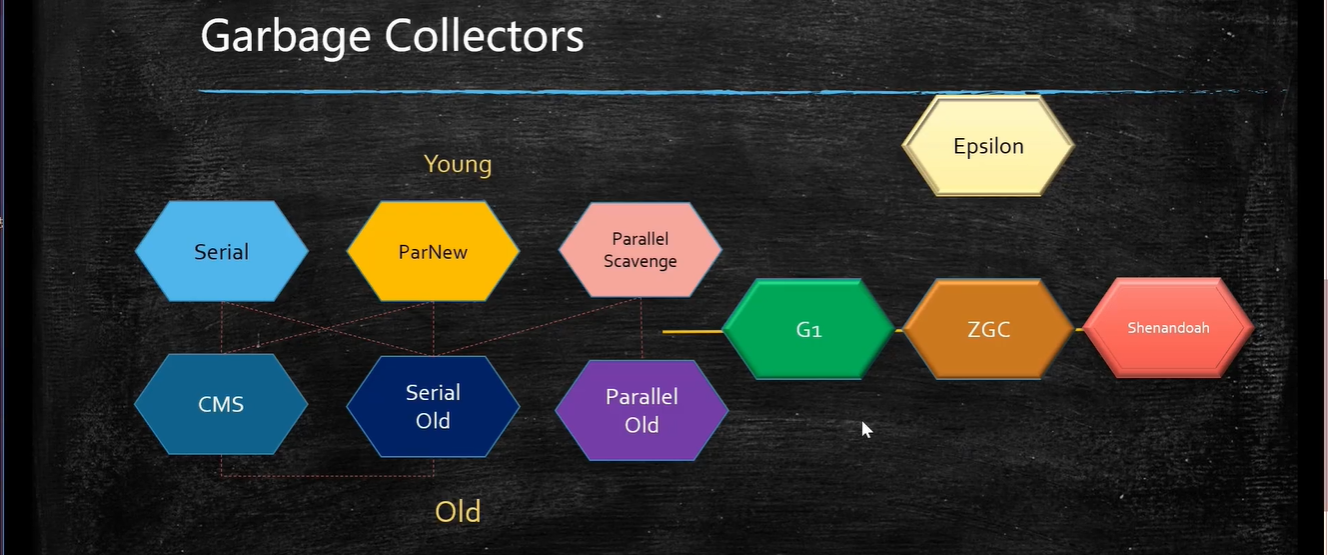 Garbage Collectors
Epsilon
Young
Serial
ParNew
Parallel
Scavenge
G1
ZGC
Shenandoah
CMS
Serial
Old
Parallel
Old
Old